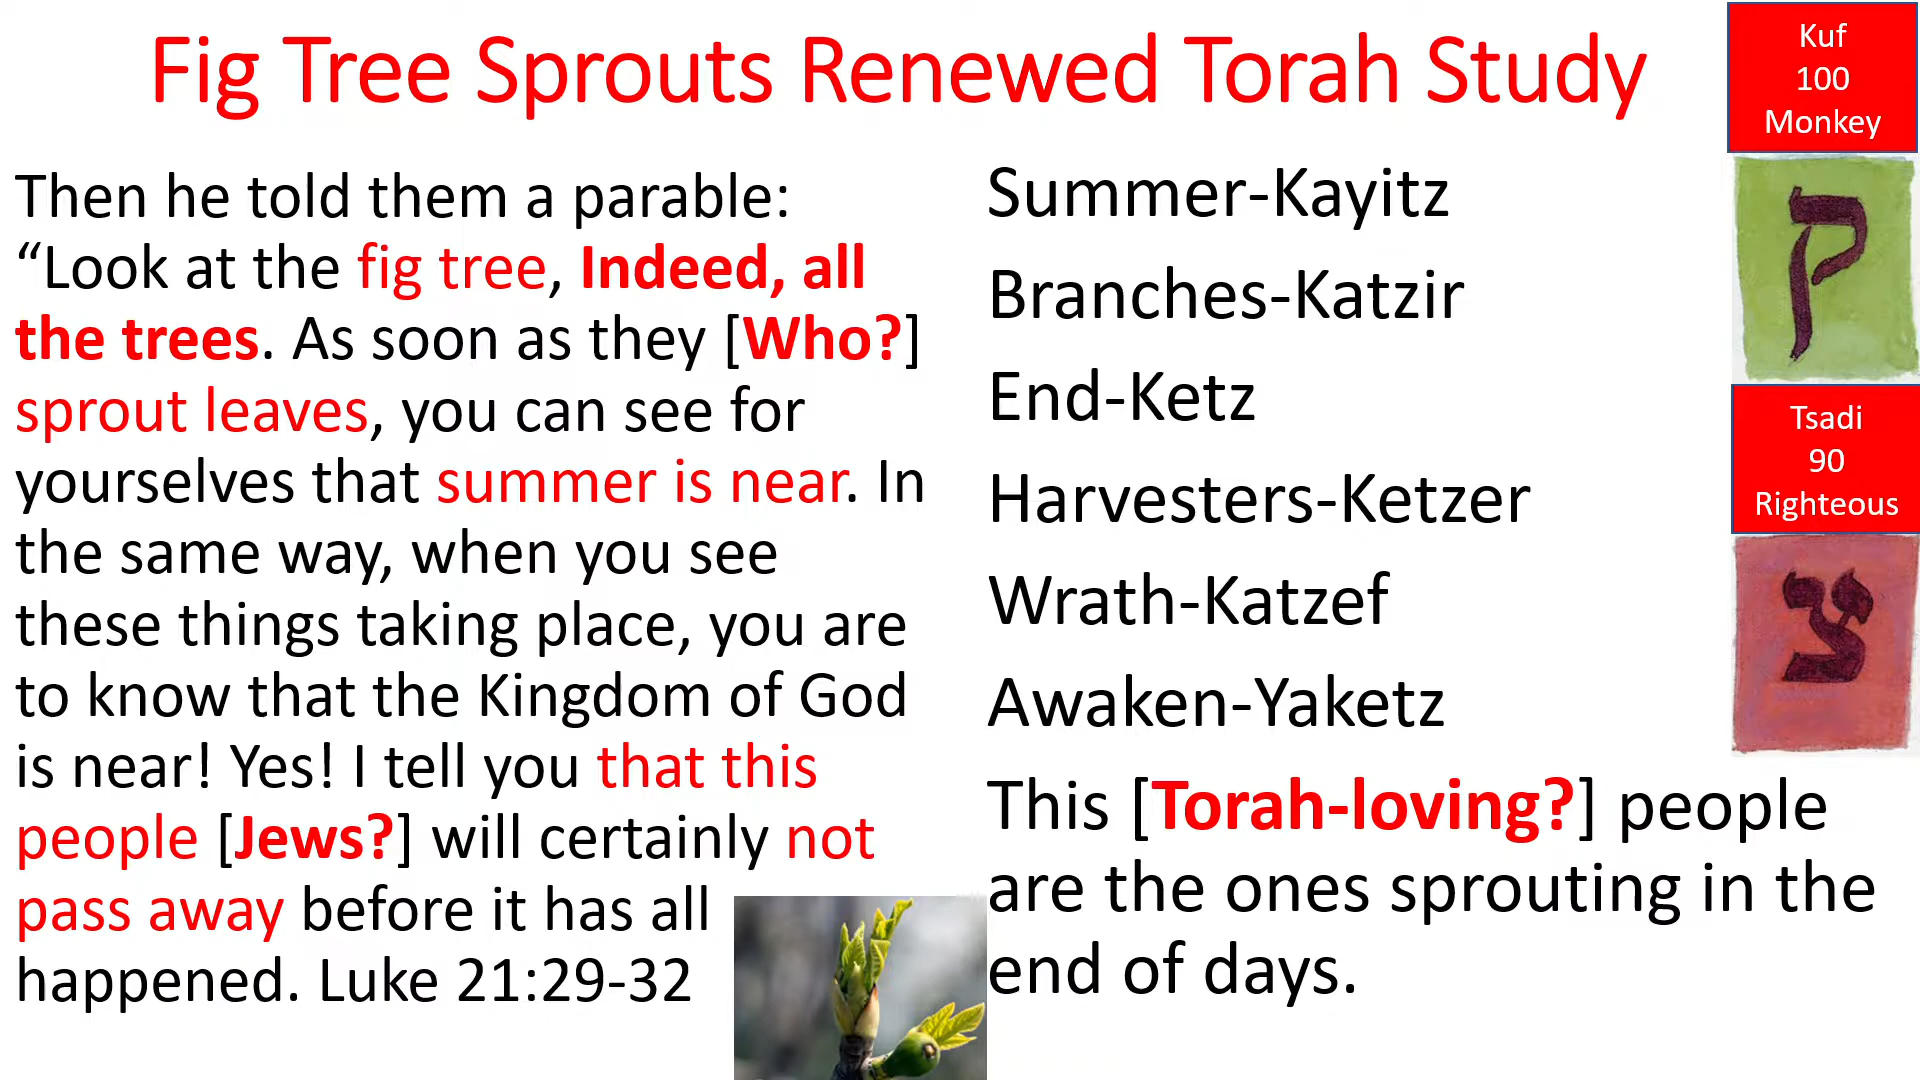 Fig Tree Sprouts Renewed Torah Study
Then he told them a parable:
“Look at the fig tree, Indeed, all
the trees. As soon as they [Who?]
sprout leaves, you can see for
yourselves that summer is near. In
the same way, when you see
these things taking place, you are
to know that the Kingdom of God
is near! Yes! I tell you that this
people [Jews?] will certainly not
pass away before it has all
happened. Luke 21:29-32
Summer-Kayitz
Branches-Katzir
End-Ketz
Harvesters-Ketzer
Wrath-Katzef
Awaken-Yaketz
This [Torah-loving?] people
are the ones sprouting in the
end of days.
Kuf
100
Monkey
ק
Tsadi
90
Righteous
צ